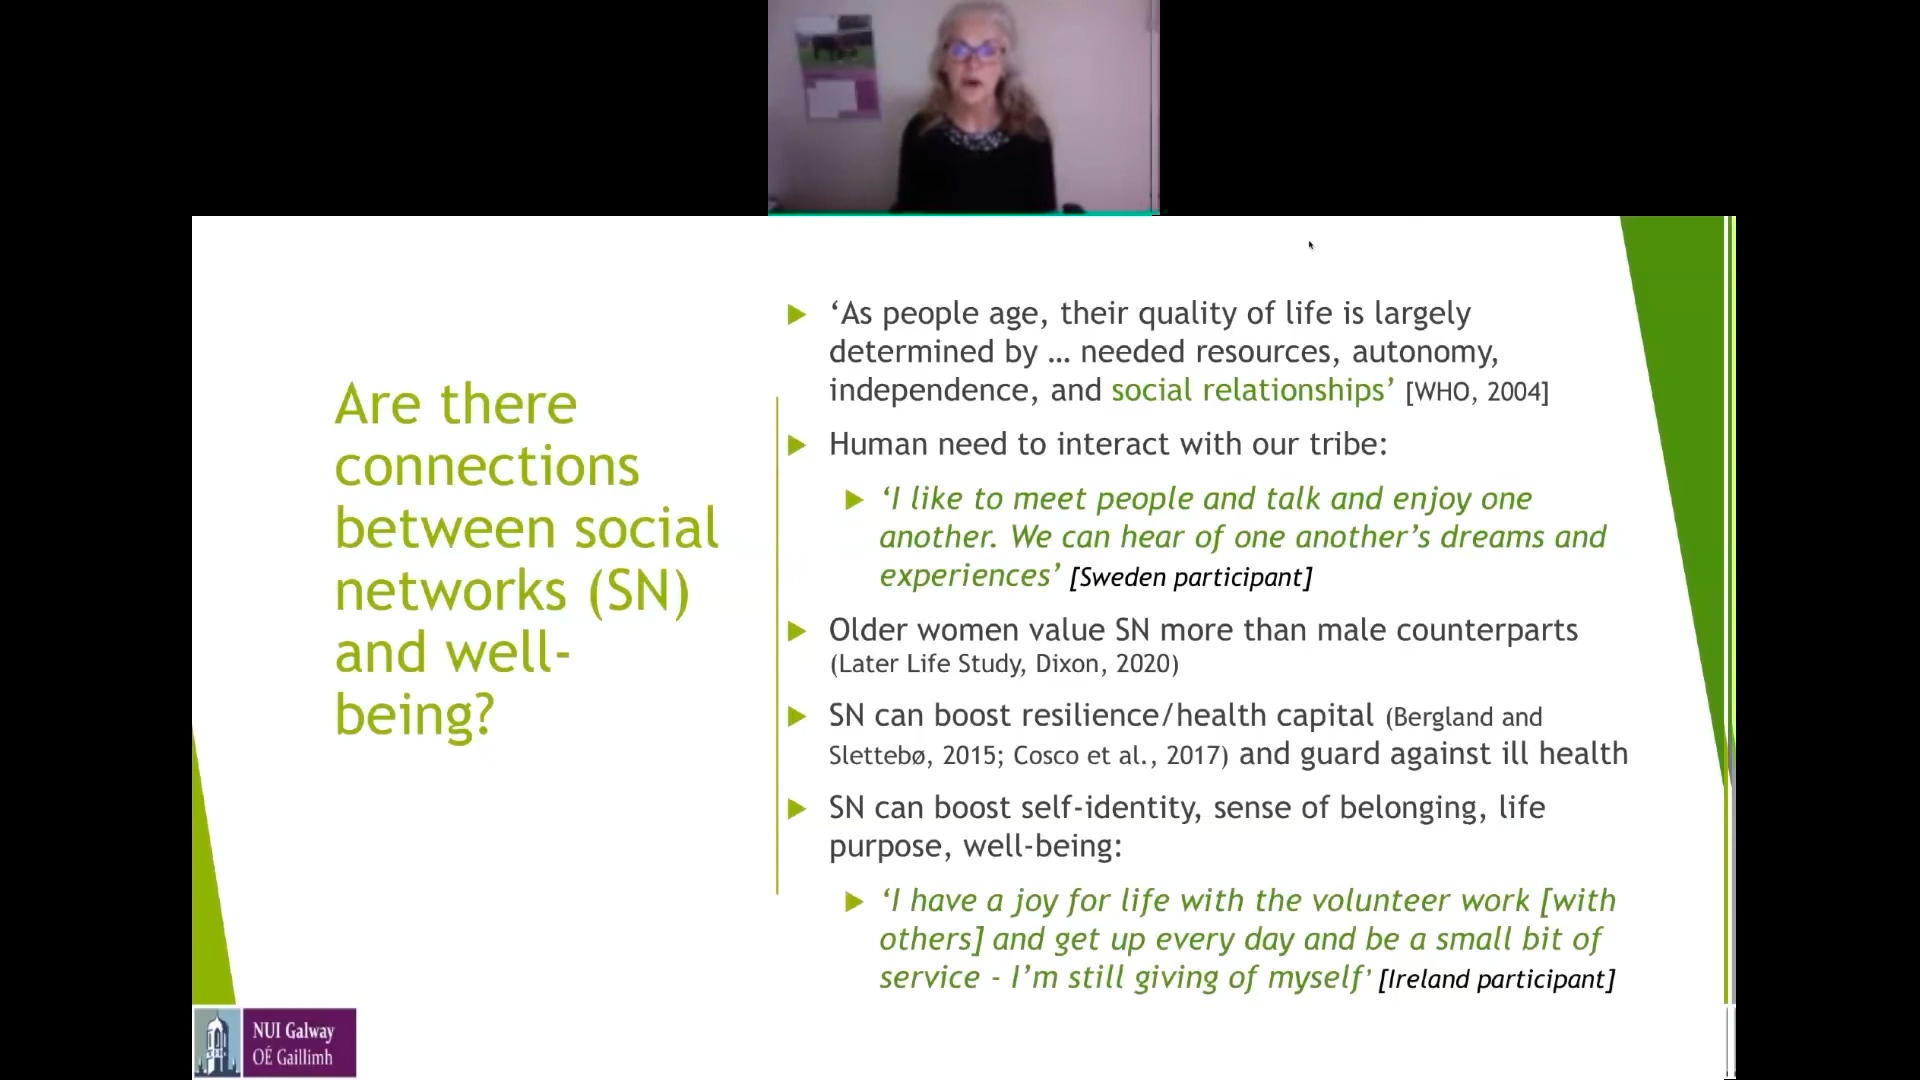 Are there
connections
between social
networks (SN)
and well-
being?
‘As people age, their quality of life is largely
determined by … needed resources, autonomy,
independence, and social relationships’ [WHO, 2004]
Human need to interact with our tribe:
‘I like to meet people and talk and enjoy one
another. We can hear of one another’s dreams and
experiences’ [Sweden participant]
Older women value SN more than male counterparts
(Later Life Study, Dixon, 2020)
SN can boost resilience/health capital (Bergland and
Slettebø, 2015; Cosco et al., 2017) and guard against ill health
SN can boost self-identity, sense of belonging, life
purpose, well-being:
‘I have a joy for life with the volunteer work [with
others] and get up every day and be a small bit of
service - I’m still giving of myself’ [Ireland participant]
NUI Galway
OÉ Gaillimh